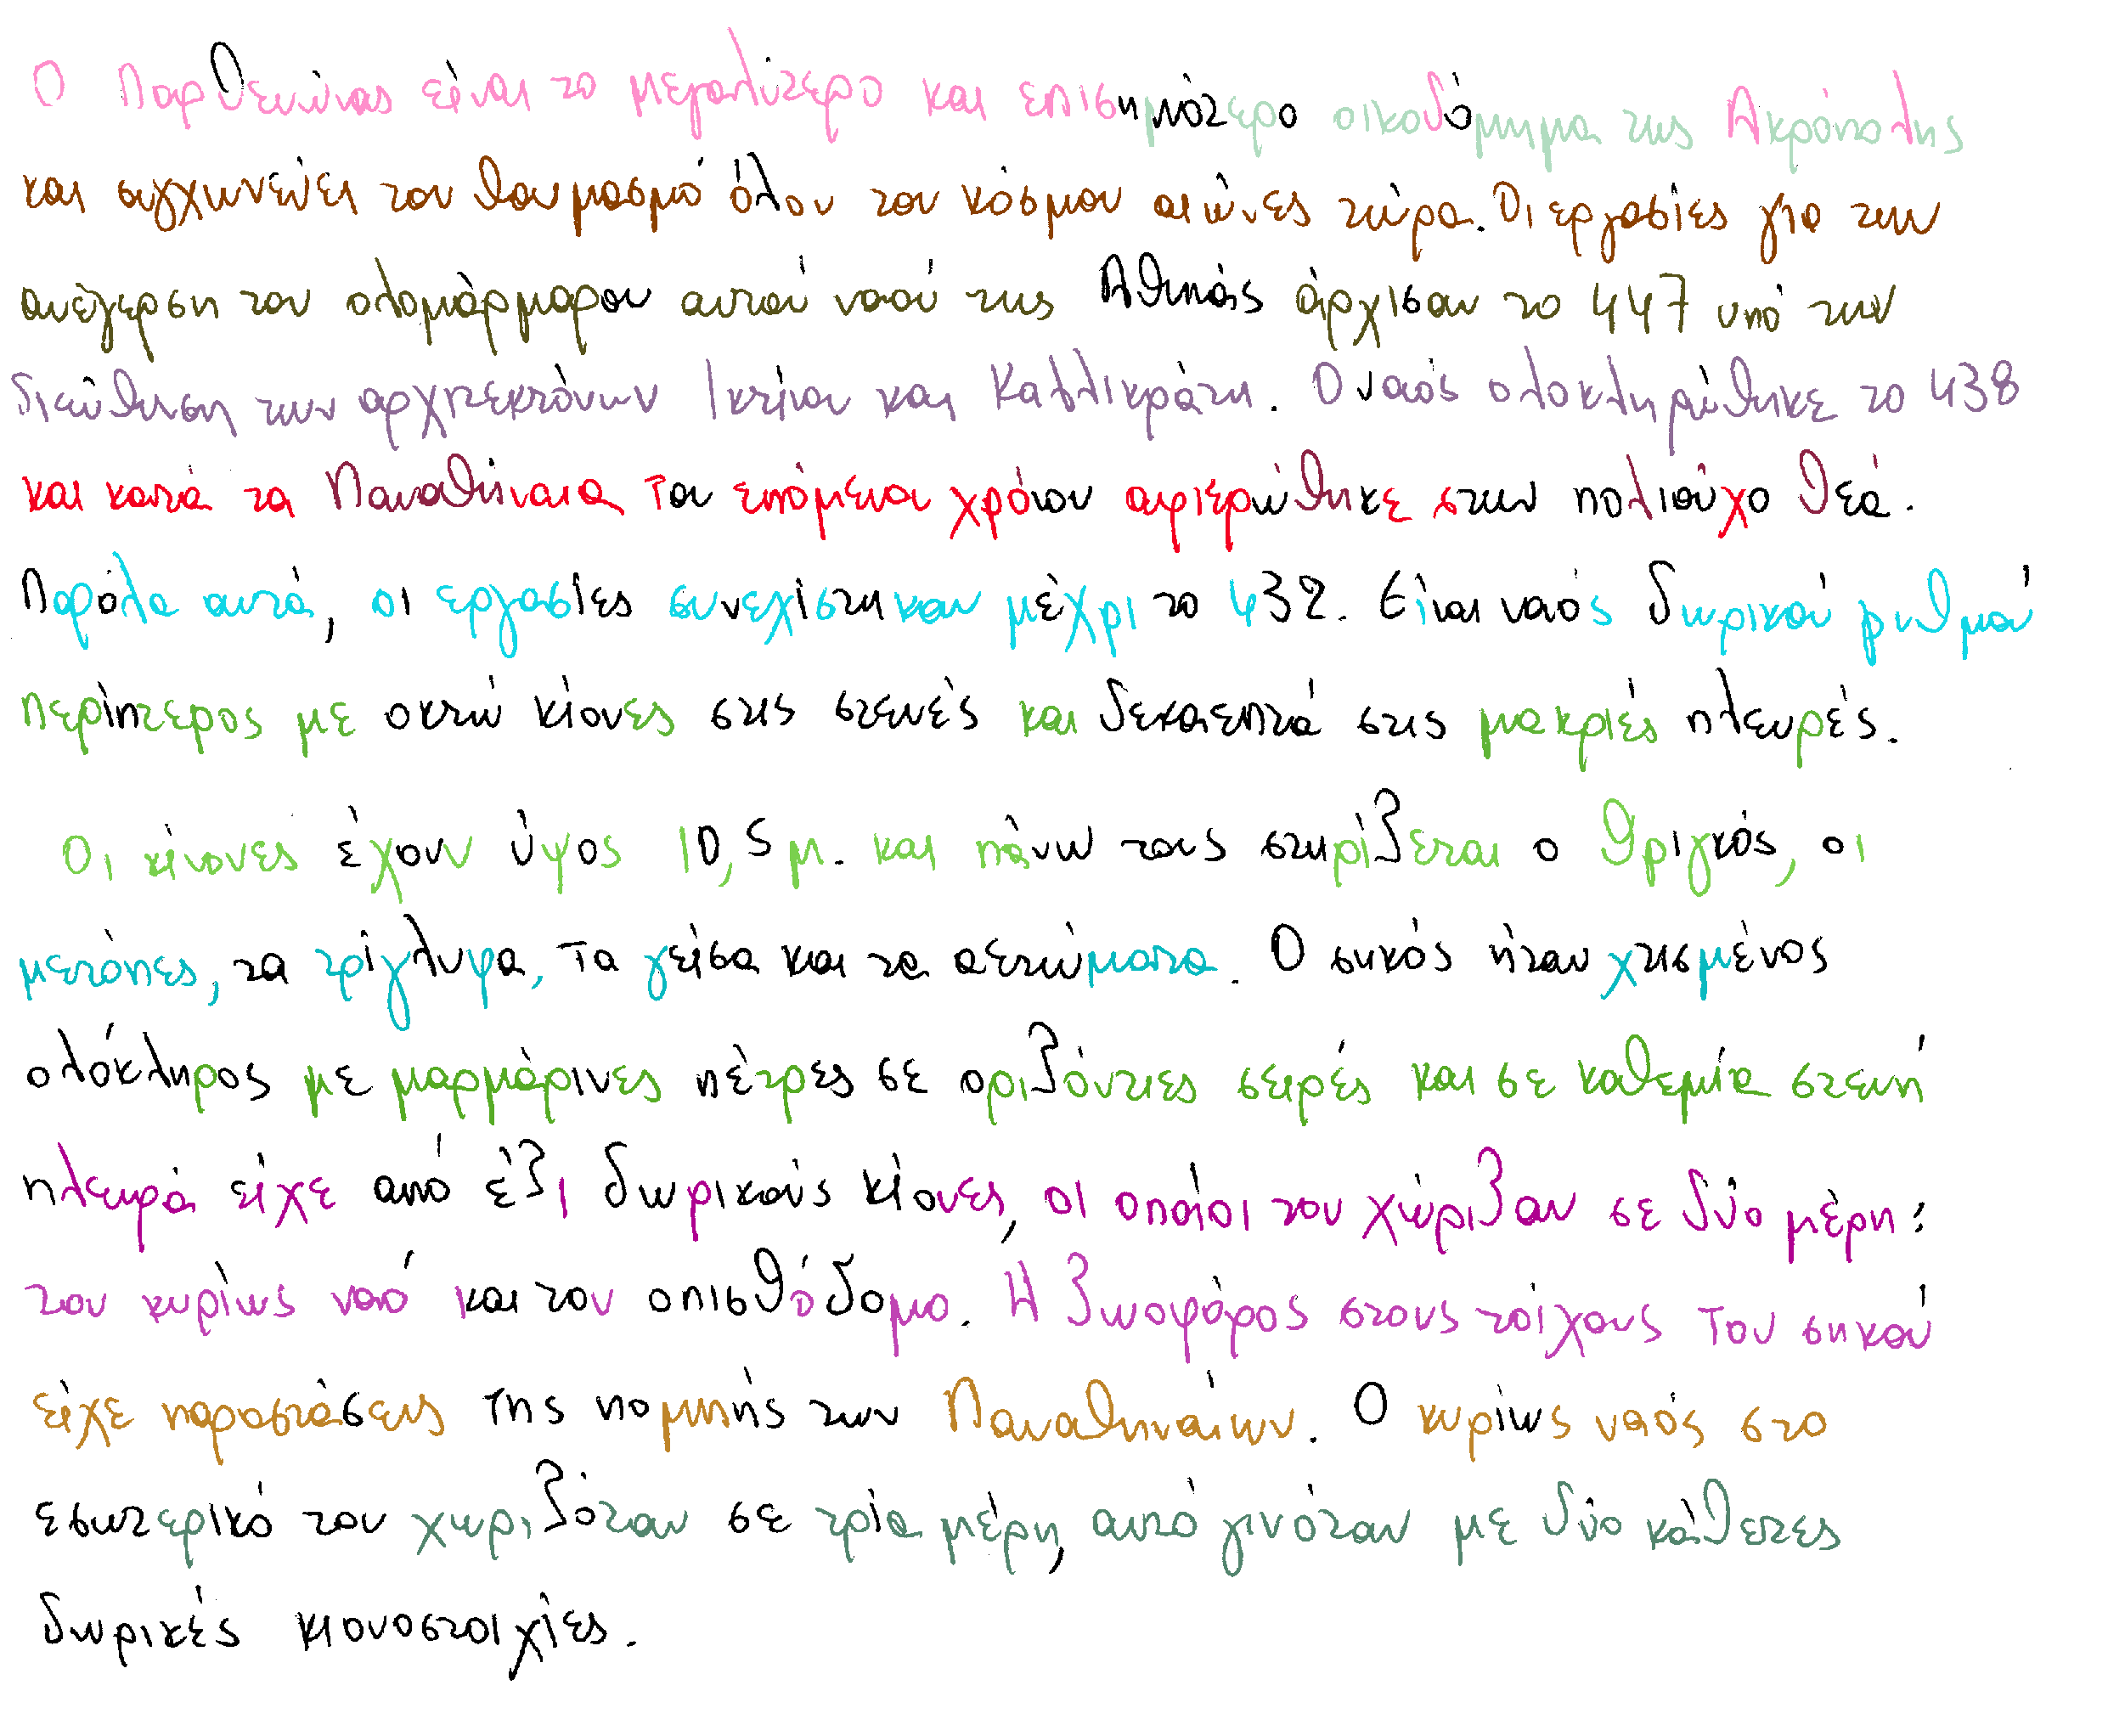 Ο Παρθενώνας είναι το μεγαλύτερο και επισημότερο οικοδόμημα της Ακρόπολης
και συγχωνεύει τον θαυμασμό όλου του κόσμου αιώνες τώρα. Οι εργασίες για την
ανέγερση του ολομάρμαρου αυτού ναού της Αθηνάς άρχισαν το 447 υπό την
διεύθυνση των αρχιτεκτόνων Ικτίνου και Καλλικράτη. Ο ναός ολοκληρώθηκε το 438
και κατά τα Παναθήναια του επόμενου χρόνου αφιερώθηκε στην πολιούχο θεά.
Παρόλα αυτά, οι εργασίες συνεχίστηκαν μέχρι το 432. Είναι ναός δωρικού ρυθμού
περίπτερος με οκτώ κίονες στις στενές και δεκαεπτά στις μακριές πλευρές.
Οι κίονες έχουν ύψος 10,5 μ. και πάνω τους στηρίζεται ο θριγκός, οι
μετόπες, τα τρίγλυφα, τα γείσα και τα αετώματα. Ο σηκός ήταν χτισμένος
ολόκληρος με μαρμάρινες πέτρες σε οριζόντιες σειρές και σε καθεμία στενή
πλευρά είχε από έξι δωρικούς κίονες, οι οποίοι τον χώριζαν σε δύο μέρη:
τον κυρίως ναό και τον οπισθόδομο. Η ζωοφόρος στους τοίχους του σηκού
είχε παραστάσεις της πομπής των Παναθηναίων. Ο κυρίως ναός στο
εσωτερικό του χωριζόταν σε τρία μέρη, αυτό γινόταν με δύο κάθετες
δωρικές κιονοστοιχίες.